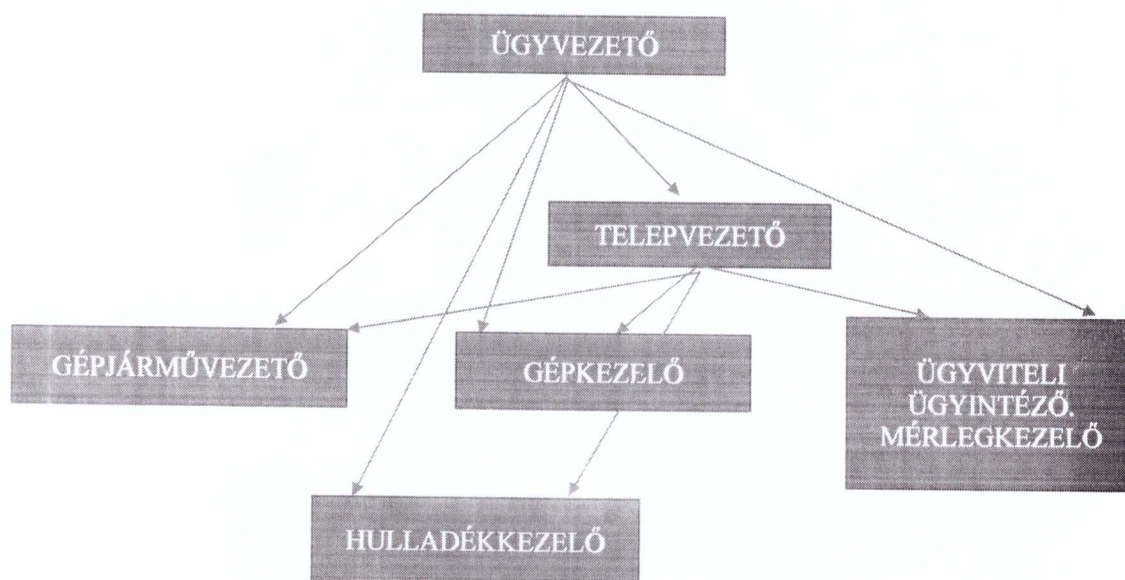 ÜGYVEZETŐ
TELEPVEZETŐ
GÉPJÁRMŰVEZETŐ
GÉPKEZELŐ
ÜGYVITELI
ÜGYINTÉZŐ.
MÉRLEGKEZELŐ
HULLADÉKKEZELŐ